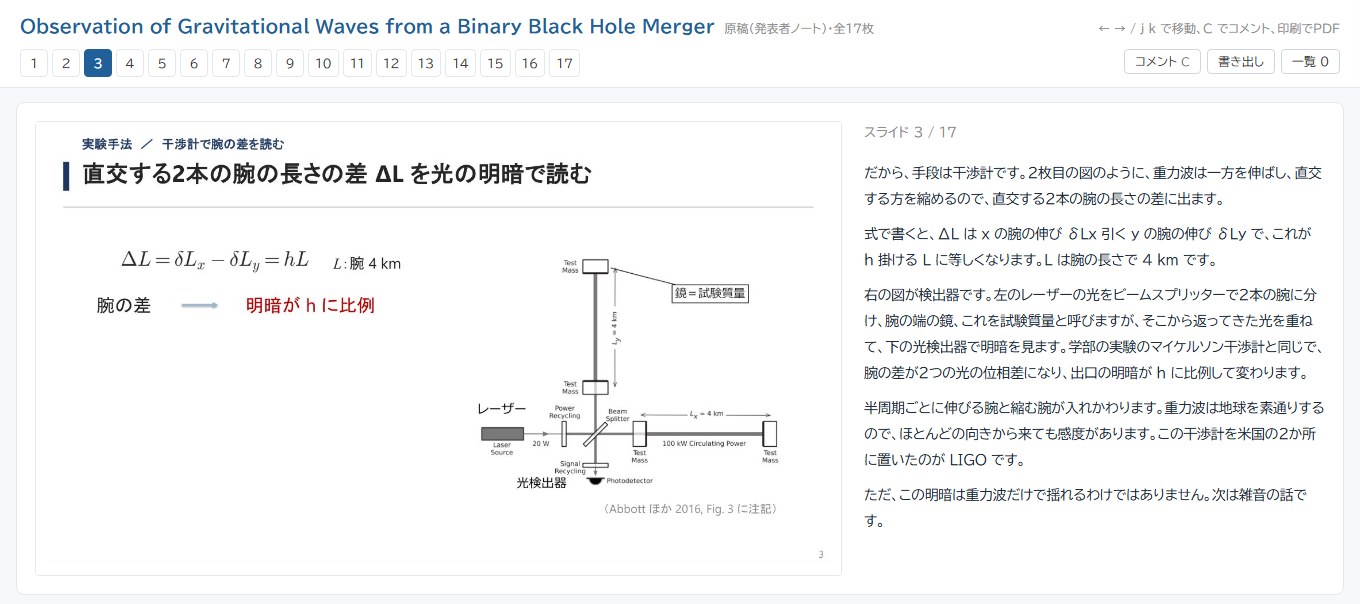 Observation of Gravitational Waves from a Binary Black Hole Merger 原稿(発表者ノート)・全17枚
← → / j k で移動、C でコメント、印刷でPDF
1 2 3 4 5 6 7 8 9 10 11 12 13 14 15 16 17
コメント C 書き出し 一覧 0
実験手法 ／ 干渉計で腕の差を読む
直交する2本の腕の長さの差 ΔL を光の明暗で読む
ΔL = δLx − δLy = hL L：腕 4 km
腕の差 → 明暗が h に比例
Test
Mass
鏡＝試験質量
Ly = 4 km
Test
Mass
レーザー
Power
Recycling
Beam
Splitter
Lx = 4 km
Laser
Source
20 W
100 kW Circulating Power
Test
Mass
Test
Mass
Signal
Recycling
光検出器
Photodetector
（Abbott ほか 2016, Fig. 3 に注記）
3
スライド 3 / 17
だから、手段は干渉計です。2枚目の図のように、重力波は一方を伸ばし、直交
する方を縮めるので、直交する2本の腕の長さの差に出ます。
式で書くと、ΔL は x の腕の伸び δLx 引く y の腕の伸び δLy で、これが
h 掛ける L に等しくなります。L は腕の長さで 4 km です。
右の図が検出器です。左のレーザーの光をビームスプリッターで2本の腕に分
け、腕の端の鏡、これを試験質量と呼びますが、そこから返ってきた光を重ね
て、下の光検出器で明暗を見ます。学部の実験のマイケルソン干渉計と同じで、
腕の差が2つの光の位相差になり、出口の明暗が h に比例して変わります。
半周期ごとに伸びる腕と縮む腕が入れかわります。重力波は地球を素通りする
ので、ほとんどの向きから来ても感度があります。この干渉計を米国の2か所
に置いたのが LIGO です。
ただ、この明暗は重力波だけで揺れるわけではありません。次は雑音の話で
す。